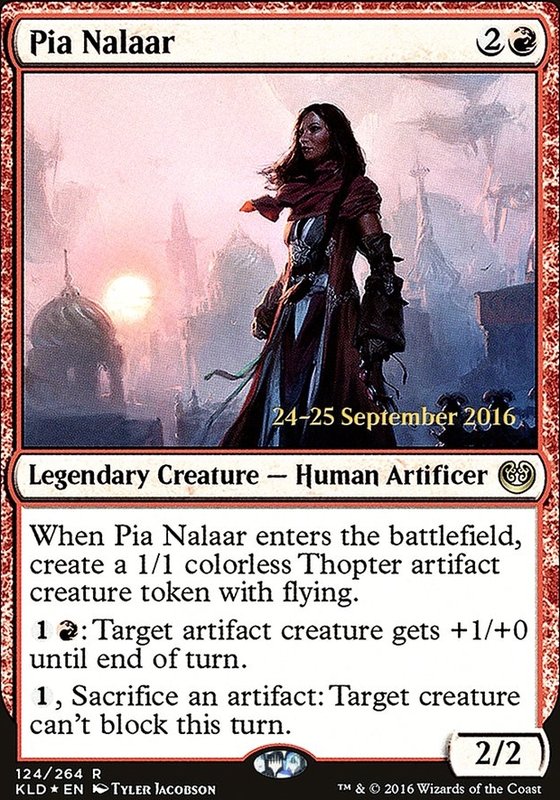 Pia Nalaar 2
24–25 September 2016
Legendary Creature — Human Artificer
When Pia Nalaar enters the battlefield,
create a 1/1 colorless Thopter artifact
creature token with flying.
1 : Target artifact creature gets +1/+0
until end of turn.
1, Sacrifice an artifact: Target creature
can't block this turn.
2/2
124/264 R
KLD ★ EN Tyler Jacobson
™ & © 2016 Wizards of the Coast